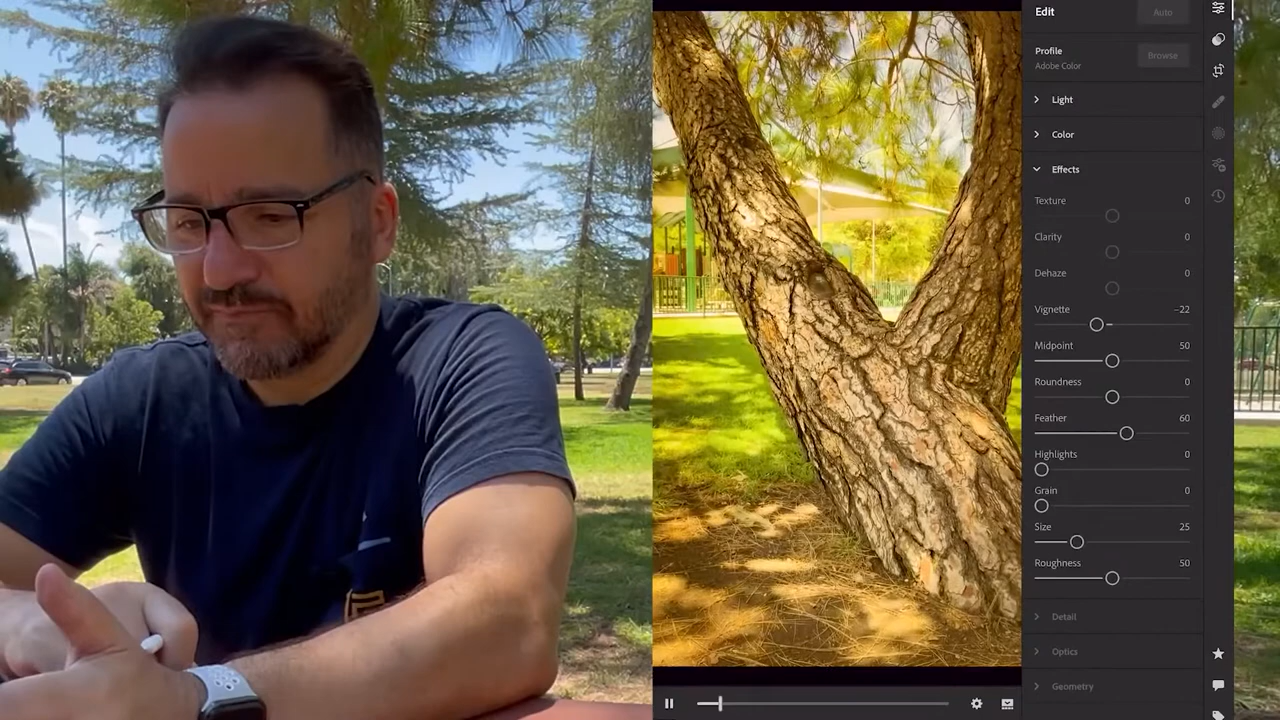 Edit
Auto
Profile
Adobe Color
Browse
Light
Color
Effects
Texture 0
Clarity 0
Dehaze 0
Vignette −22
Midpoint 50
Roundness 0
Feather 60
Highlights 0
Grain 0
Size 25
Roughness 50
Detail
Optics
Geometry